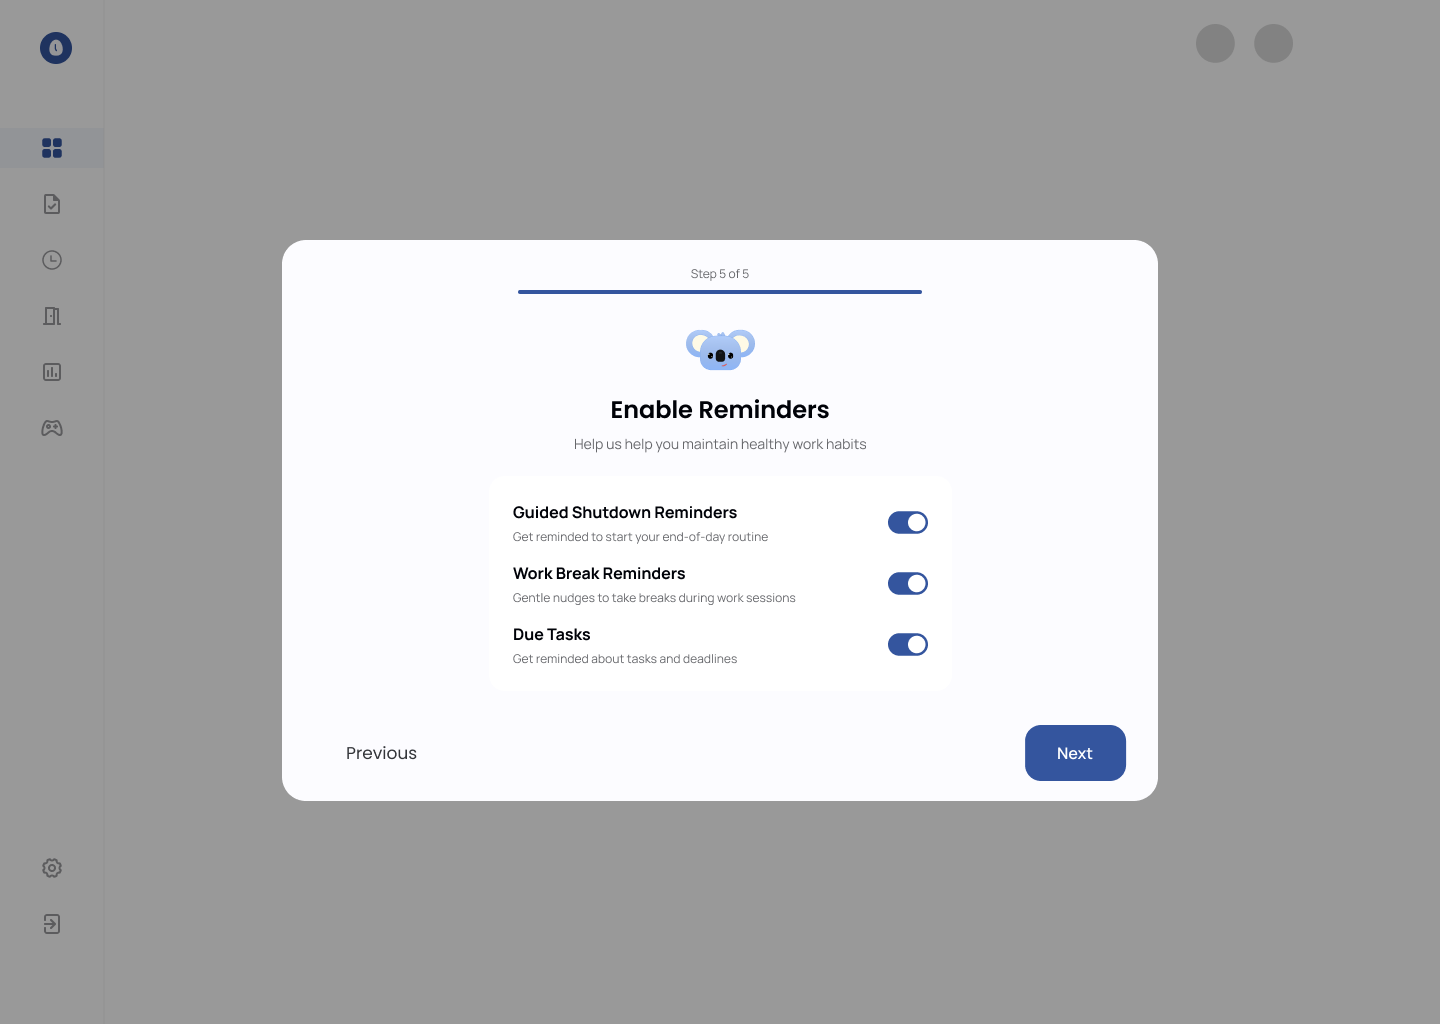 Step 5 of 5
Enable Reminders
Help us help you maintain healthy work habits
Guided Shutdown Reminders
Get reminded to start your end-of-day routine
Work Break Reminders
Gentle nudges to take breaks during work sessions
Due Tasks
Get reminded about tasks and deadlines
Previous
Next